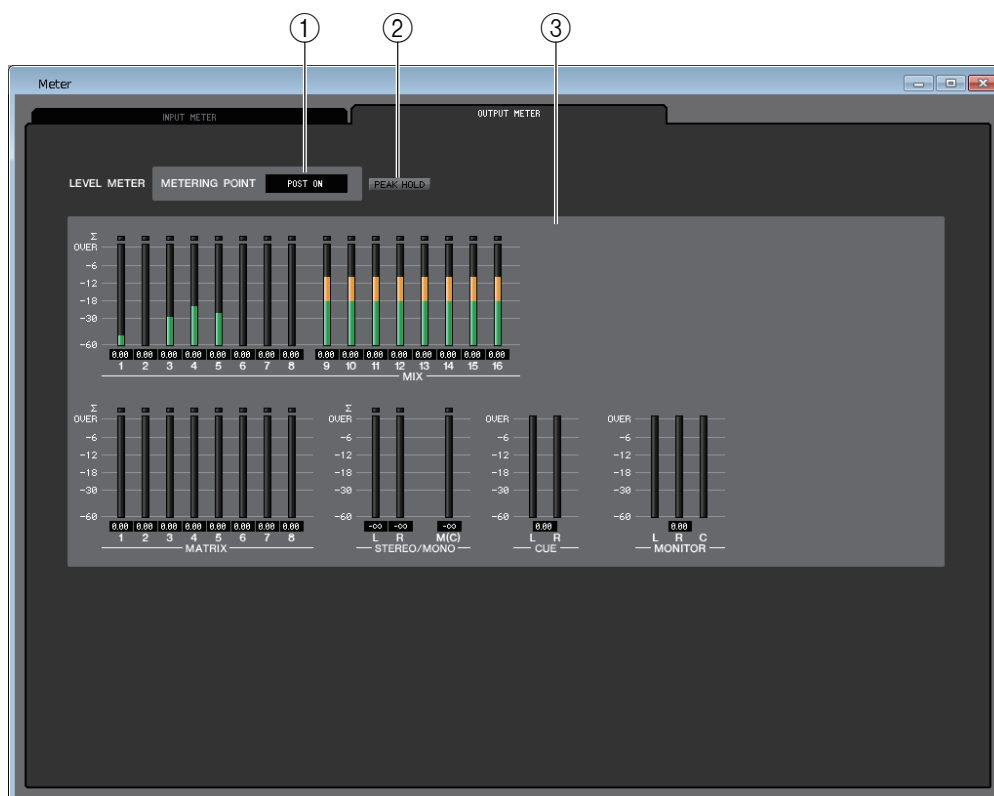 ① ② ③
Meter
INPUT METER OUTPUT METER
LEVEL METER METERING POINT POST ON PEAK HOLD
Σ
OVER
-6
-12
-18
-30
-60
0.00 0.00 0.00 0.00 0.00 0.00 0.00 0.00 0.00 0.00 0.00 0.00 0.00 0.00 0.00 0.00
1 2 3 4 5 6 7 8 9 10 11 12 13 14 15 16
MIX
Σ Σ
OVER OVER OVER OVER
-6 -6 -6 -6
-12 -12 -12 -12
-18 -18 -18 -18
-30 -30 -30 -30
-60 -60 -60 -60
0.00 0.00 0.00 0.00 0.00 0.00 0.00 0.00 -∞ -∞ -∞ 0.00 0.00
1 2 3 4 5 6 7 8 L R M(C) L R L R C
MATRIX STEREO/MONO CUE MONITOR